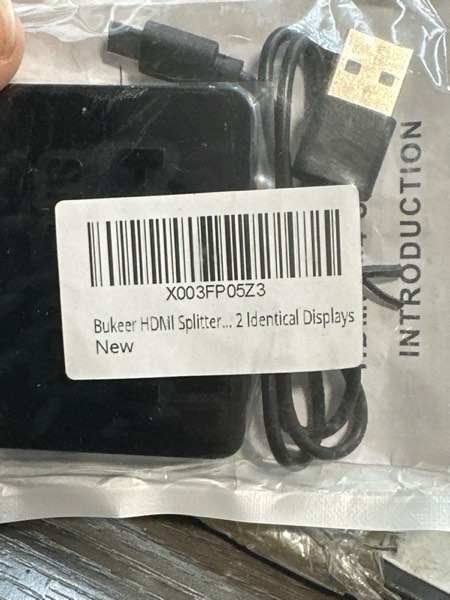 X003FP05Z3
Bukeer HDMI Splitter... 2 Identical Displays
New
INTRODUCTION